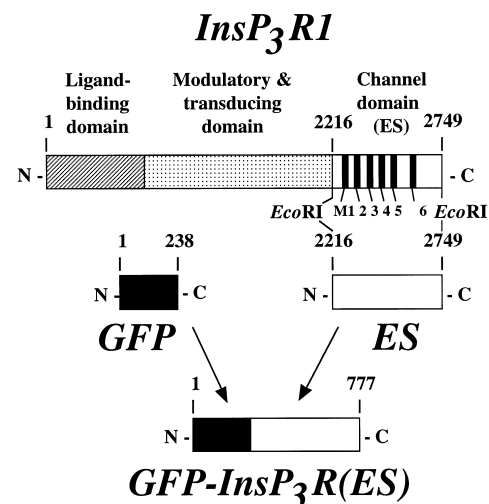 InsP3R1
Ligand-binding domain
Modulatory & transducing domain
Channel domain (ES)
1 2216 2749
N - - C
EcoRI M1 2 3 4 5 6 EcoRI
1 238 2216 2749
N - - C N - - C
GFP ES
1 777
N - - C
GFP-InsP3R(ES)